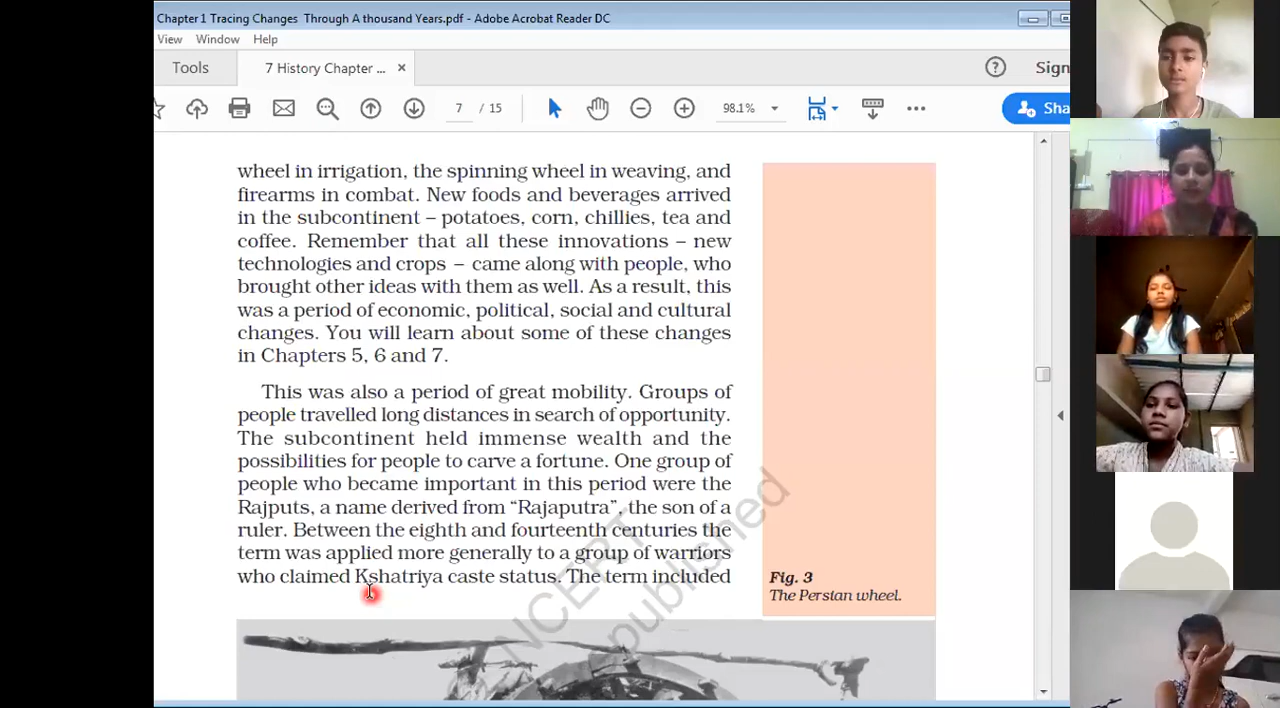 Chapter 1 Tracing Changes Through A thousand Years.pdf - Adobe Acrobat Reader DC
View Window Help
Tools
7 History Chapter ...
Sign
7 / 15
98.1%
Sha
wheel in irrigation, the spinning wheel in weaving, and
firearms in combat. New foods and beverages arrived
in the subcontinent – potatoes, corn, chillies, tea and
coffee. Remember that all these innovations – new
technologies and crops – came along with people, who
brought other ideas with them as well. As a result, this
was a period of economic, political, social and cultural
changes. You will learn about some of these changes
in Chapters 5, 6 and 7.
This was also a period of great mobility. Groups of
people travelled long distances in search of opportunity.
The subcontinent held immense wealth and the
possibilities for people to carve a fortune. One group of
people who became important in this period were the
Rajputs, a name derived from “Rajaputra”, the son of a
ruler. Between the eighth and fourteenth centuries the
term was applied more generally to a group of warriors
who claimed Kshatriya caste status. The term included
Fig. 3
The Persian wheel.
NCERT
published